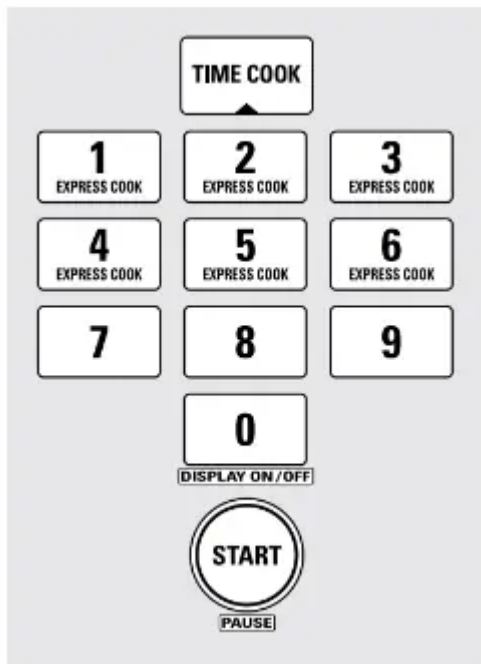 TIME COOK
1 2 3
EXPRESS COOK EXPRESS COOK EXPRESS COOK
4 5 6
EXPRESS COOK EXPRESS COOK EXPRESS COOK
7 8 9
0
DISPLAY ON/OFF
START
PAUSE